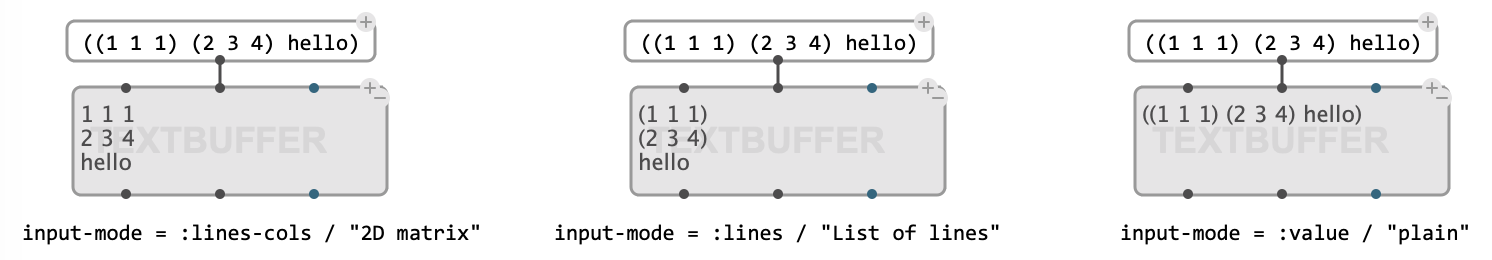 ((1 1 1) (2 3 4) hello)
1 1 1
2 3 4
hello
TEXTBUFFER
input-mode = :lines-cols / "2D matrix"
((1 1 1) (2 3 4) hello)
(1 1 1)
(2 3 4)
hello
TEXTBUFFER
input-mode = :lines / "List of lines"
((1 1 1) (2 3 4) hello)
((1 1 1) (2 3 4) hello)
TEXTBUFFER
input-mode = :value / "plain"